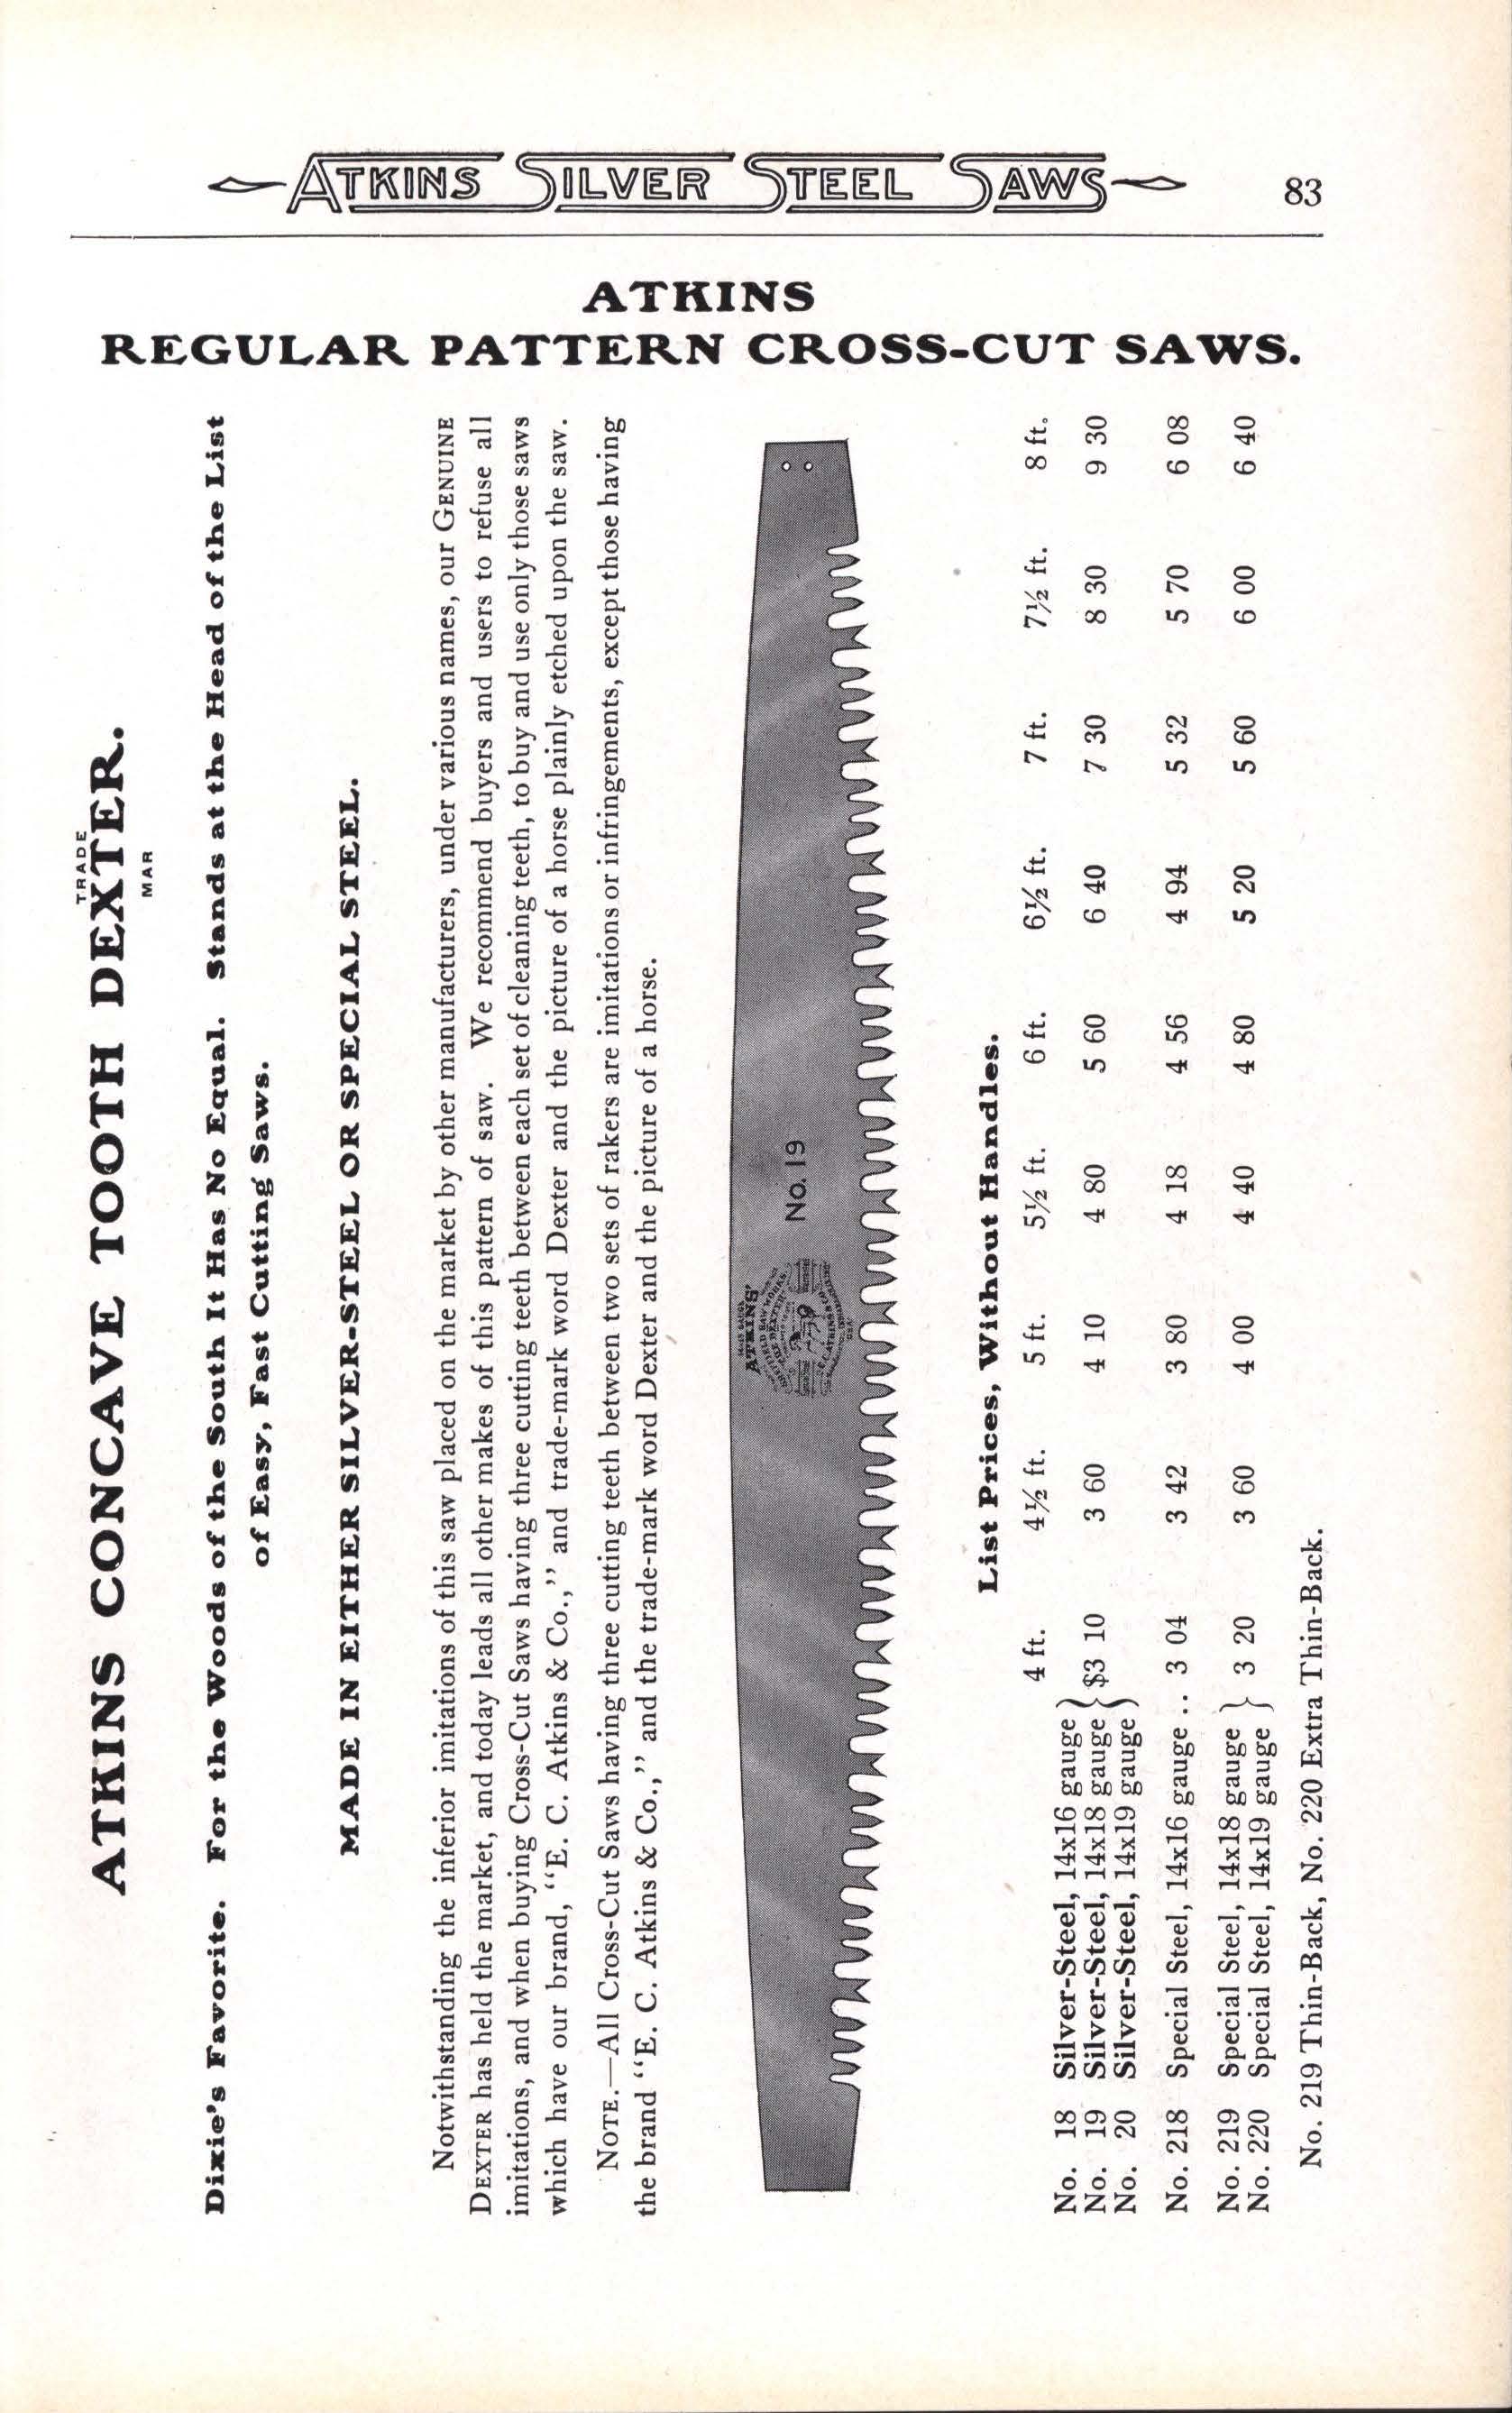 ATKINS SILVER STEEL SAWS
83
ATKINS
REGULAR PATTERN CROSS-CUT SAWS.
ATKINS CONCAVE TOOTH DEXTER.
TRADE
MAR
Dixie's Favorite. For the Woods of the South It Has No Equal. Stands at the Head of the List
of Easy, Fast Cutting Saws.
MADE IN EITHER SILVER-STEEL OR SPECIAL STEEL.
Notwithstanding the inferior imitations of this saw placed on the market by other manufacturers, under various names, our GENUINE
DEXTER has held the market, and today leads all other makes of this pattern of saw. We recommend buyers and users to refuse all
imitations, and when buying Cross-Cut Saws having three cutting teeth between each set of cleaning teeth, to buy and use only those saws
which have our brand, "E. C. Atkins & Co.," and trade-mark word Dexter and the picture of a horse plainly etched upon the saw.
NOTE.—All Cross-Cut Saws having three cutting teeth between two sets of rakers are imitations or infringements, except those having
the brand "E. C. Atkins & Co.," and the trade-mark word Dexter and the picture of a horse.
ATKINS'
No. 19
List Prices, Without Handles.
4 ft. 4½ ft. 5 ft. 5½ ft. 6 ft. 6½ ft. 7 ft. 7½ ft. 8 ft.
No. 18 Silver-Steel, 14x16 gauge
No. 19 Silver-Steel, 14x18 gauge $3 10 3 60 4 10 4 80 5 60 6 40 7 30 8 30 9 30
No. 20 Silver-Steel, 14x19 gauge
No. 218 Special Steel, 14x16 gauge .. 3 04 3 42 3 80 4 18 4 56 4 94 5 32 5 70 6 08
No. 219 Special Steel, 14x18 gauge
No. 220 Special Steel, 14x19 gauge 3 20 3 60 4 00 4 40 4 80 5 20 5 60 6 00 6 40
No. 219 Thin-Back, No. 220 Extra Thin-Back.